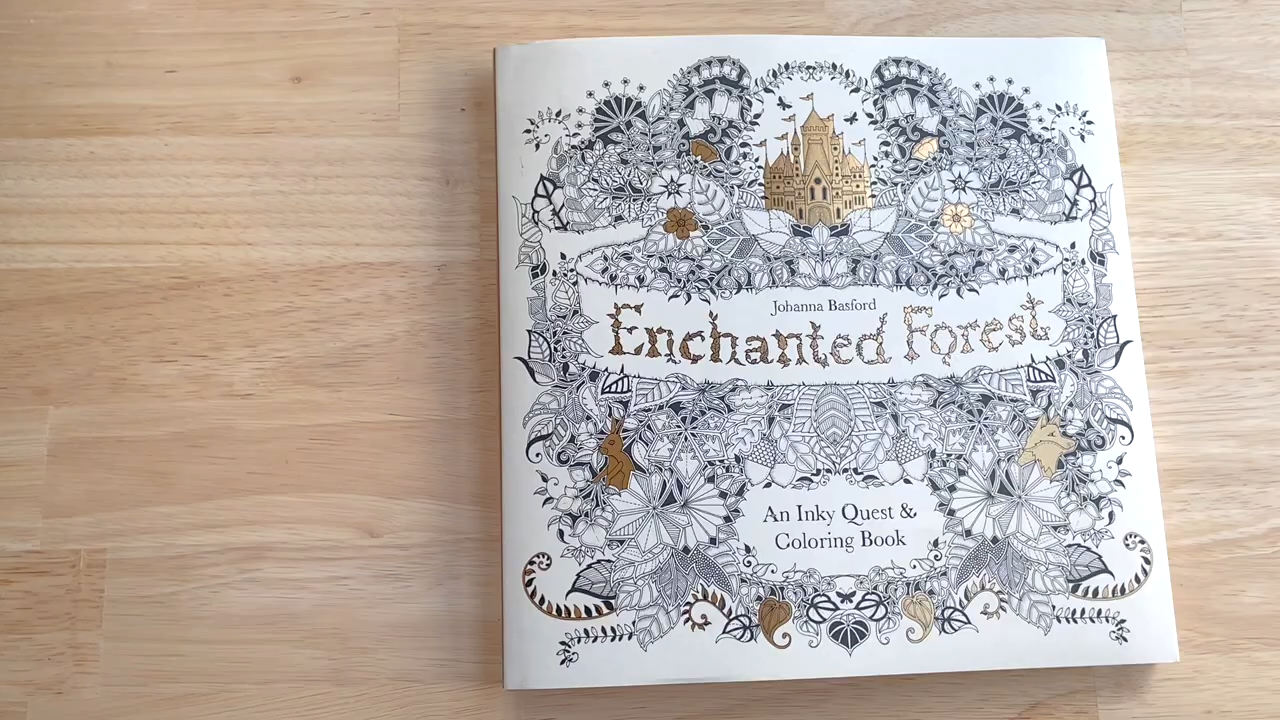 Johanna Basford
Enchanted Forest
An Inky Quest &
Coloring Book